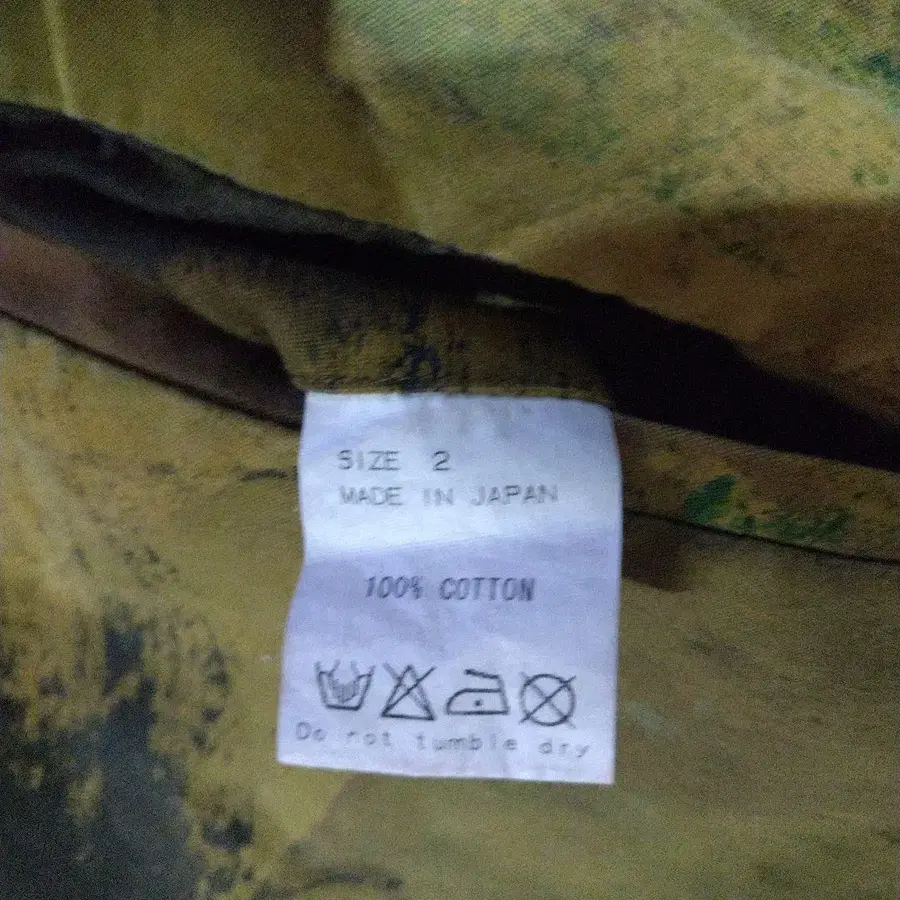 SIZE 2
MADE IN JAPAN
100% COTTON
Do not tumble dry